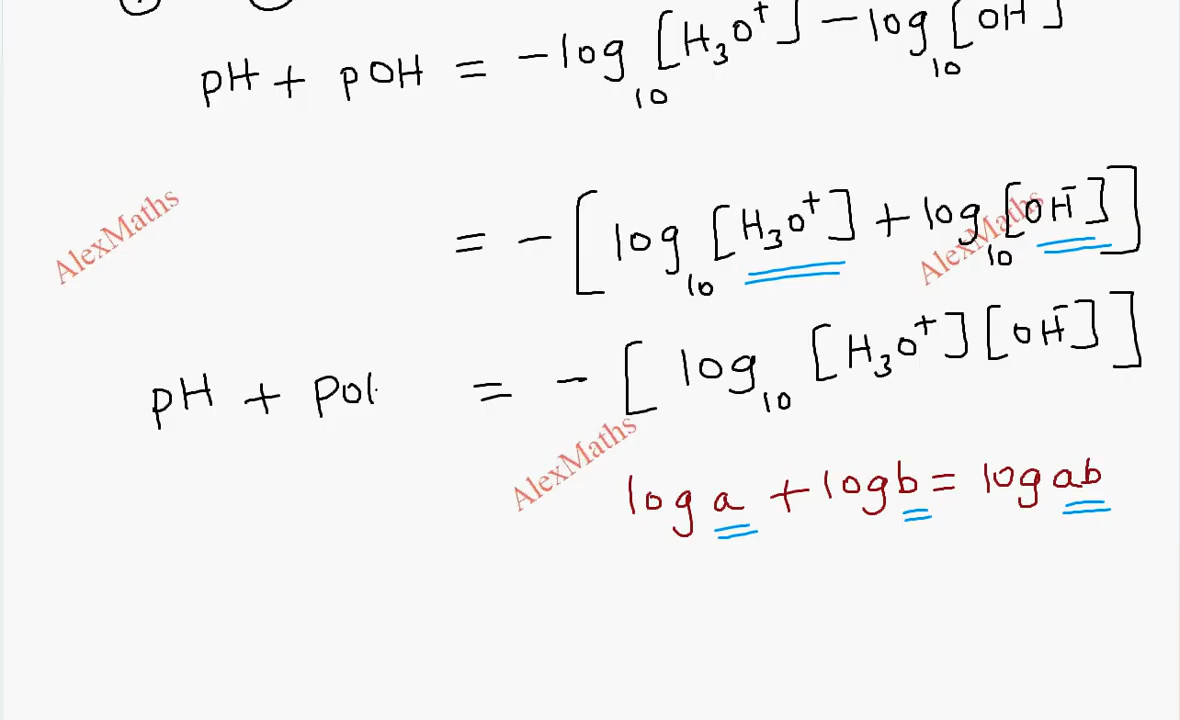 pH + pOH = -log₁₀ [H₃O⁺] - log₁₀ [OH]
= - [log₁₀ [H₃O⁺] + log₁₀ [OH⁻]]
AlexMaths
AlexMaths
pH + POH = - [log₁₀ [H₃O⁺] [OH⁻]]
AlexMaths
log a + log b = log ab